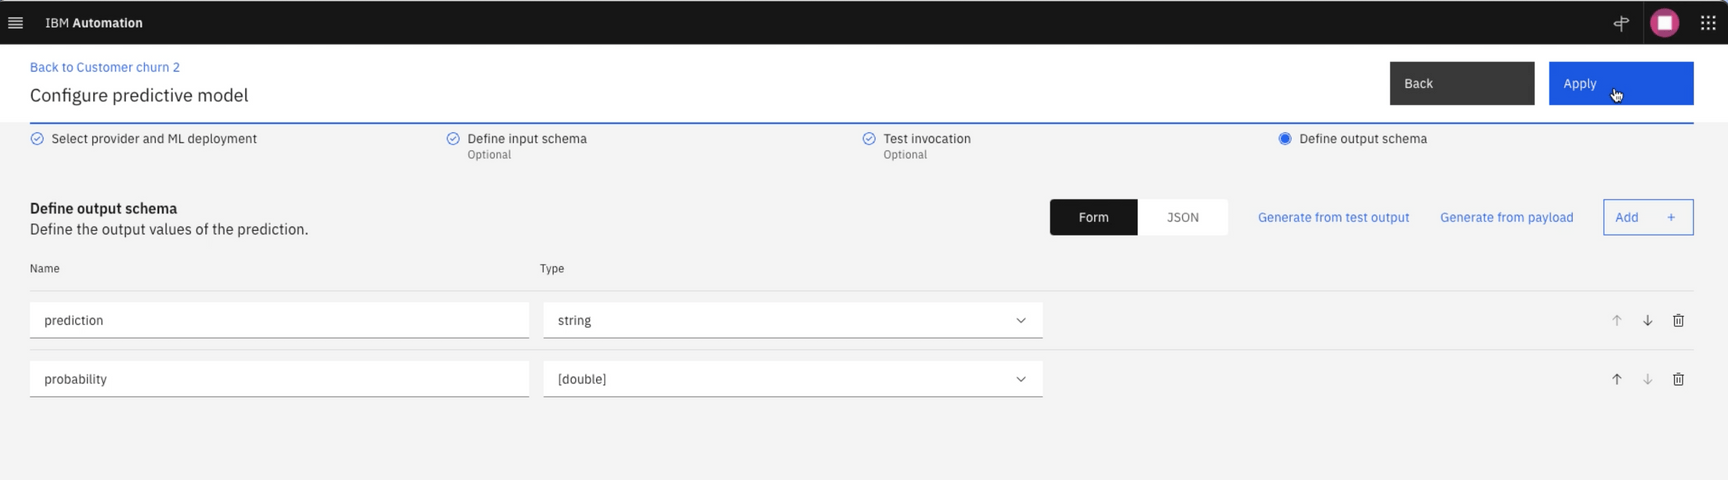 IBM Automation
Back to Customer churn 2
Configure predictive model
Back
Apply
Select provider and ML deployment
Define input schema
Optional
Test invocation
Optional
Define output schema
Define output schema
Define the output values of the prediction.
Form
JSON
Generate from test output
Generate from payload
Add +
Name
Type
prediction
string
probability
[double]